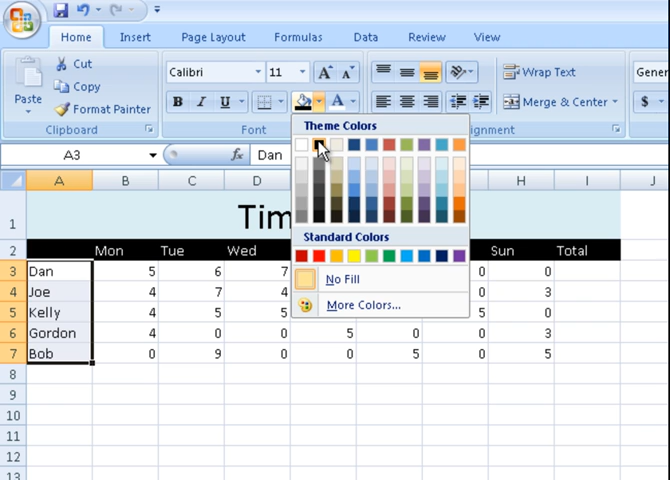 Home Insert Page Layout Formulas Data Review View
Paste
Cut
Copy
Format Painter
Clipboard
Calibri 11 A A
B I U A
Font
Wrap Text
Merge & Center
nment
Gener
$
A3 fx Dan
Theme Colors
Standard Colors
No Fill
More Colors...
A B C D H I J
1 Tim
2 Mon Tue Wed Sun Total
3 Dan 5 6 7 0 0
4 Joe 4 7 4 0 3
5 Kelly 4 5 5 5 0
6 Gordon 4 0 0 5 0 0 3
7 Bob 0 9 0 0 5 0 5
8
9
10
11
12
13